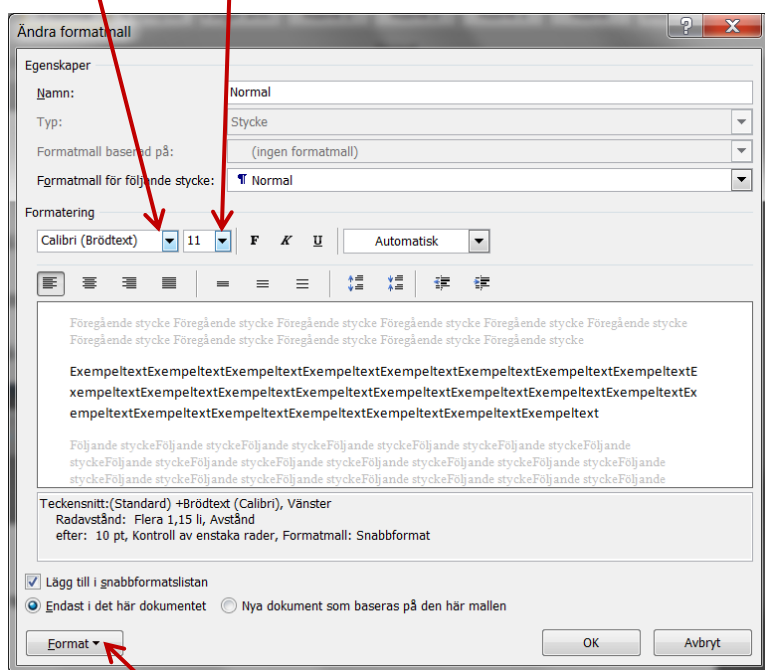 Ändra formatmall
Egenskaper
Namn:
Normal
Typ:
Stycke
Formatmall baserad på:
(ingen formatmall)
Formatmall för följande stycke:
¶ Normal
Formatering
Calibri (Brödtext) 11 F K U Automatisk
Föregående stycke Föregående stycke Föregående stycke Föregående stycke Föregående stycke Föregående stycke
Föregående stycke Föregående stycke Föregående stycke Föregående stycke Föregående stycke
ExempeltextExempeltextExempeltextExempeltextExempeltextExempeltextExempeltextExempeltextE
xempeltextExempeltextExempeltextExempeltextExempeltextExempeltextExempeltextExempeltextEx
empeltextExempeltextExempeltextExempeltextExempeltextExempeltextExempeltext
Följande styckeFöljande styckeFöljande styckeFöljande styckeFöljande styckeFöljande
styckeFöljande styckeFöljande styckeFöljande styckeFöljande styckeFöljande styckeFöljande
styckeFöljande styckeFöljande styckeFöljande styckeFöljande styckeFöljande styckeFöljande
Teckensnitt:(Standard) +Brödtext (Calibri), Vänster
Radavstånd: Flera 1,15 li, Avstånd
efter: 10 pt, Kontroll av enstaka rader, Formatmall: Snabbformat
Lägg till i snabbformatslistan
Endast i det här dokumentet Nya dokument som baseras på den här mallen
Format OK Avbryt